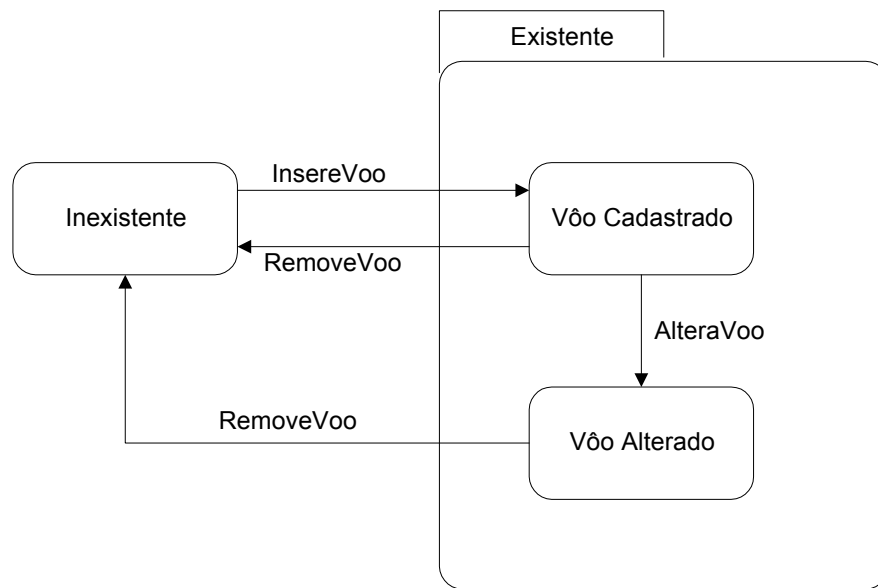 Existente
InsereVoo
Inexistente
Vôo Cadastrado
RemoveVoo
AlteraVoo
RemoveVoo
Vôo Alterado